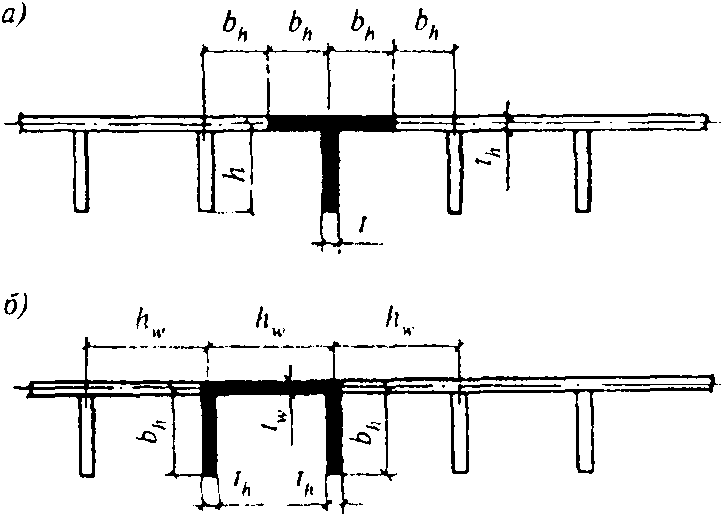 а)
b_h b_h b_h b_h
h
t_h
t
б)
h_w h_w h_w
b_h
t_w
b_h
t_h t_h